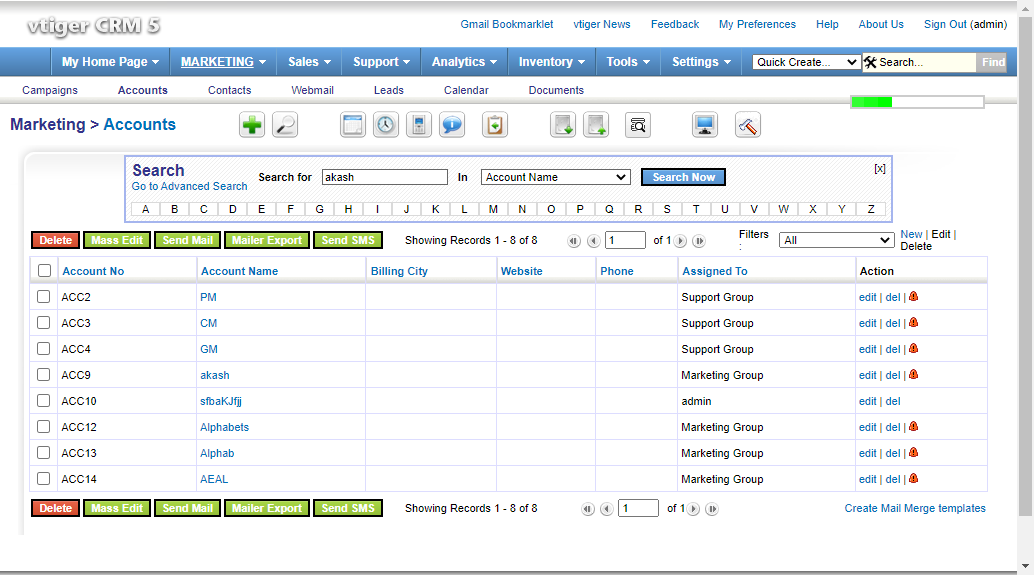 vtiger CRM 5
Gmail Bookmarklet vtiger News Feedback My Preferences Help About Us Sign Out (admin)
My Home Page MARKETING Sales Support Analytics Inventory Tools Settings Quick Create... Search... Find
Campaigns Accounts Contacts Webmail Leads Calendar Documents
Marketing > Accounts
Search [x]
Go to Advanced Search Search for akash In Account Name Search Now
A B C D E F G H I J K L M N O P Q R S T U V W X Y Z
Delete Mass Edit Send Mail Mailer Export Send SMS Showing Records 1 - 8 of 8 1 of 1 Filters : All New | Edit | Delete
Account No Account Name Billing City Website Phone Assigned To Action
ACC2 PM Support Group edit | del |
ACC3 CM Support Group edit | del |
ACC4 GM Support Group edit | del |
ACC9 akash Marketing Group edit | del |
ACC10 sfbaKJfjj admin edit | del
ACC12 Alphabets Marketing Group edit | del |
ACC13 Alphab Marketing Group edit | del |
ACC14 AEAL Marketing Group edit | del |
Delete Mass Edit Send Mail Mailer Export Send SMS Showing Records 1 - 8 of 8 1 of 1 Create Mail Merge templates